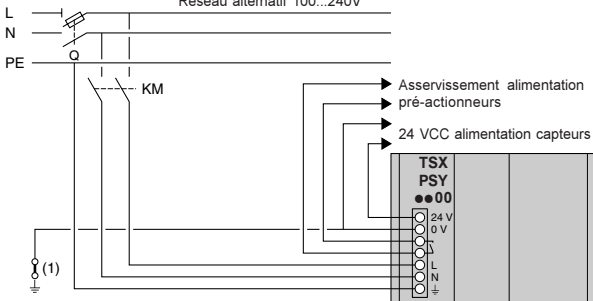 Réseau alternatif 100...240V
L
N
Q
PE
KM
Asservissement alimentation
pré-actionneurs
24 VCC alimentation capteurs
TSX
PSY
●●00
24 V
0 V
(1)
L
N